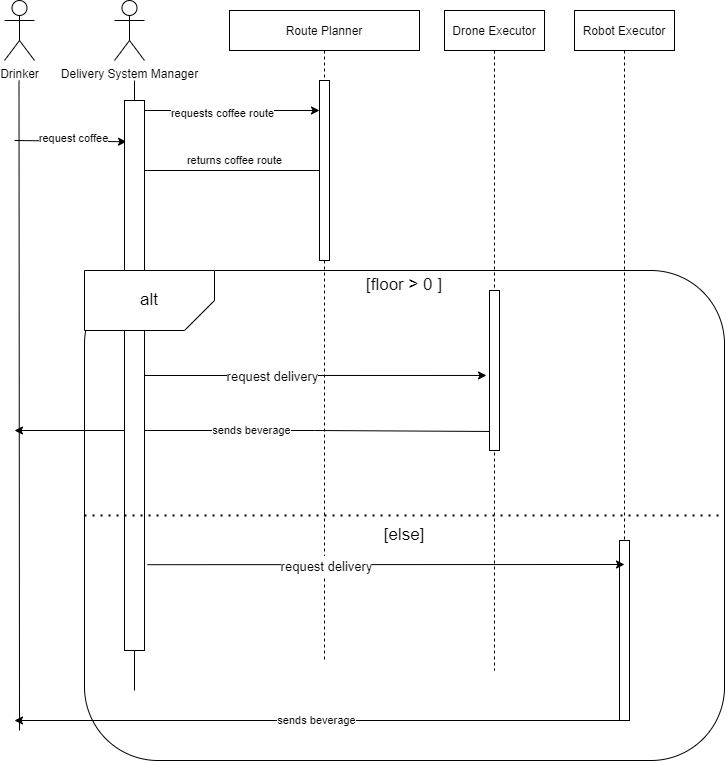 Route Planner
Drone Executor
Robot Executor
Drinker
Delivery System Manager
requests coffee route
request coffee
returns coffee route
[floor > 0 ]
alt
request delivery
sends beverage
[else]
request delivery
sends beverage